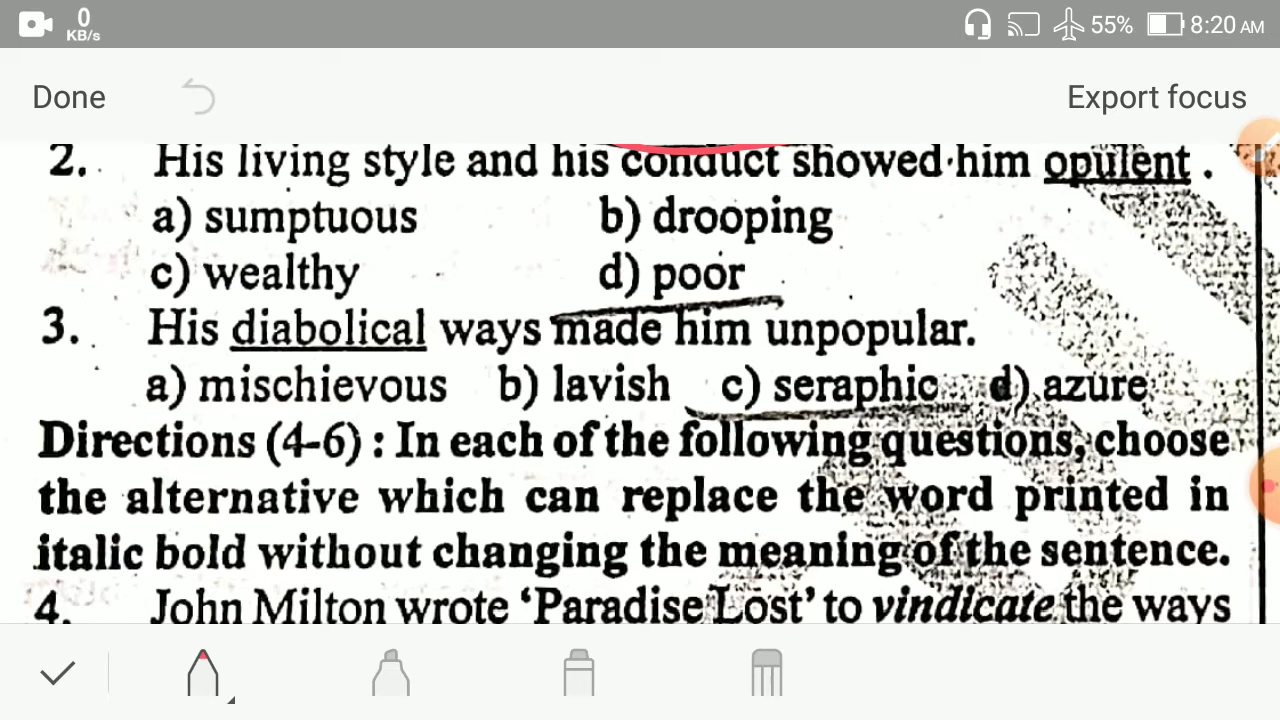 0
KB/s
55%
8:20 AM
Done
Export focus
2. His living style and his conduct showed him opulent .
a) sumptuous b) drooping
c) wealthy d) poor
3. His diabolical ways made him unpopular.
a) mischievous b) lavish c) seraphic d) azure
Directions (4-6) : In each of the following questions, choose
the alternative which can replace the word printed in
italic bold without changing the meaning of the sentence.
4. John Milton wrote ‘Paradise Lost’ to vindicate the ways